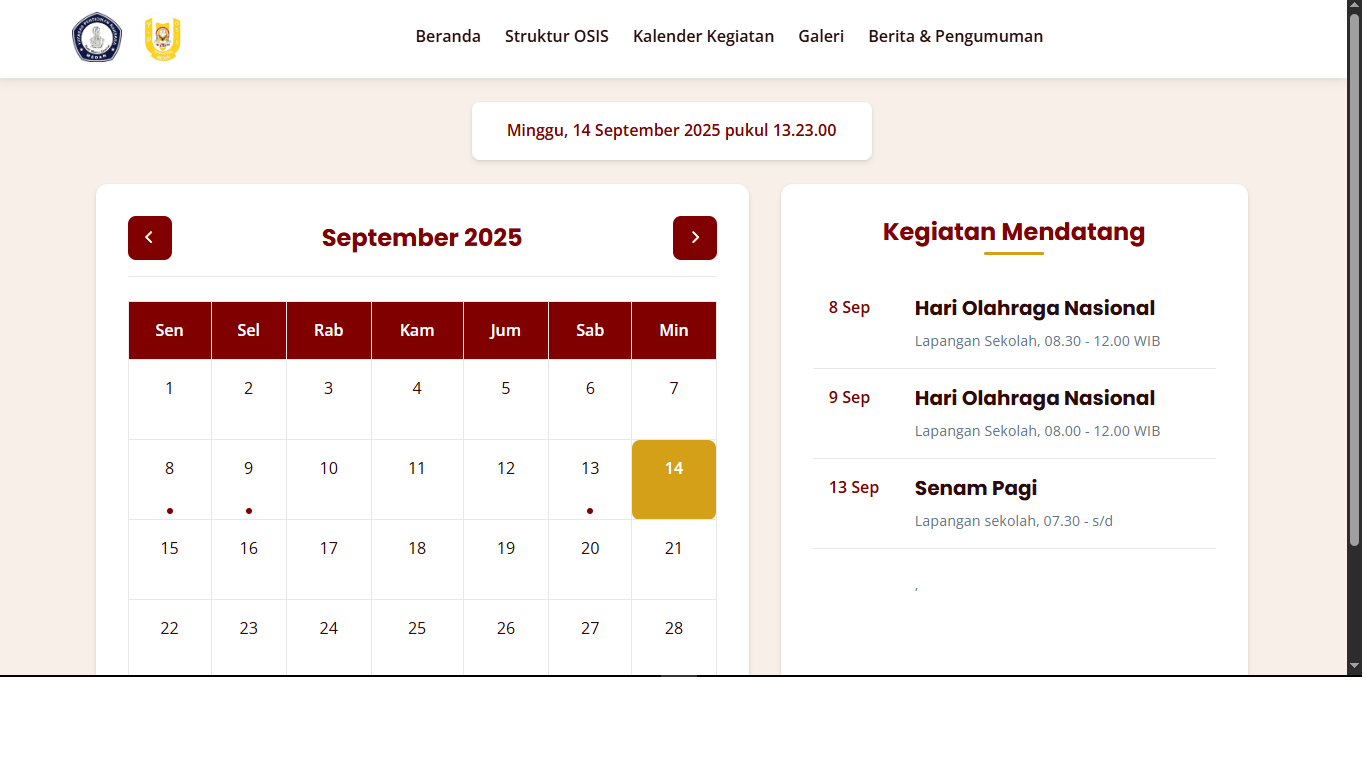 Beranda Struktur OSIS Kalender Kegiatan Galeri Berita & Pengumuman
Minggu, 14 September 2025 pukul 13.23.00
September 2025
Sen Sel Rab Kam Jum Sab Min
1 2 3 4 5 6 7
8 9 10 11 12 13 14
15 16 17 18 19 20 21
22 23 24 25 26 27 28
Kegiatan Mendatang
8 Sep Hari Olahraga Nasional
Lapangan Sekolah, 08.30 - 12.00 WIB
9 Sep Hari Olahraga Nasional
Lapangan Sekolah, 08.00 - 12.00 WIB
13 Sep Senam Pagi
Lapangan sekolah, 07.30 - s/d
,